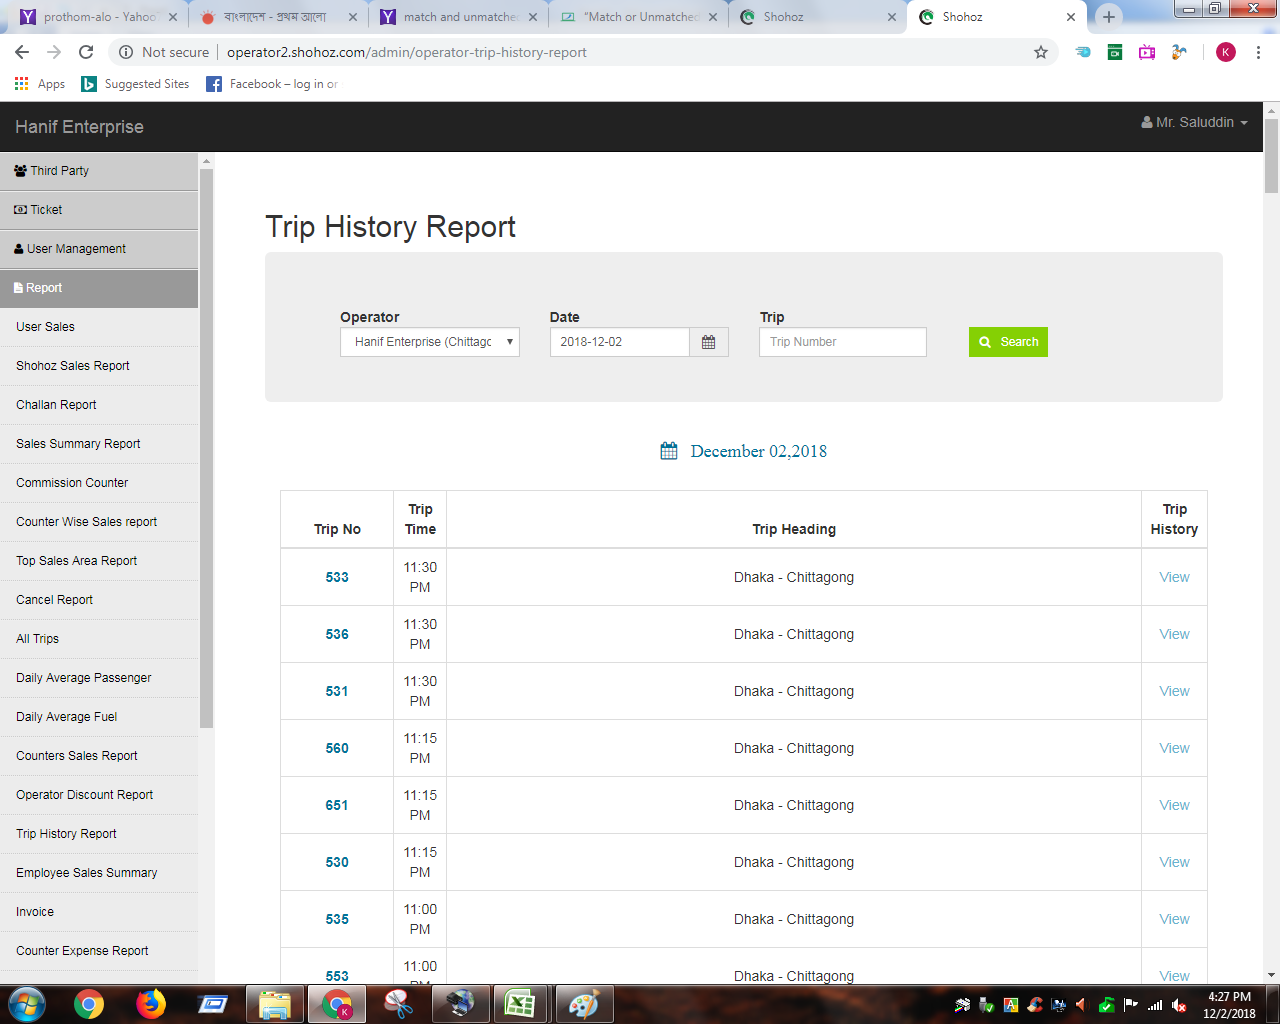 prothom-alo - Yahoo
বাংলাদেশ - প্রথম আলো
match and unmatche
"Match or Unmatched
Shohoz
Shohoz
Not secure
operator2.shohoz.com/admin/operator-trip-history-report
K
Apps
Suggested Sites
Facebook – log in or
Hanif Enterprise
Mr. Saluddin
Third Party
Ticket
User Management
Report
User Sales
Shohoz Sales Report
Challan Report
Sales Summary Report
Commission Counter
Counter Wise Sales report
Top Sales Area Report
Cancel Report
All Trips
Daily Average Passenger
Daily Average Fuel
Counters Sales Report
Operator Discount Report
Trip History Report
Employee Sales Summary
Invoice
Counter Expense Report
Trip History Report
Operator Date Trip
Hanif Enterprise (Chittagc 2018-12-02 Trip Number Search
December 02,2018
Trip No Trip Time Trip Heading Trip History
533 11:30 PM Dhaka - Chittagong View
536 11:30 PM Dhaka - Chittagong View
531 11:30 PM Dhaka - Chittagong View
560 11:15 PM Dhaka - Chittagong View
651 11:15 PM Dhaka - Chittagong View
530 11:15 PM Dhaka - Chittagong View
535 11:00 PM Dhaka - Chittagong View
553 11:00 PM Dhaka - Chittagong View
4:27 PM
12/2/2018